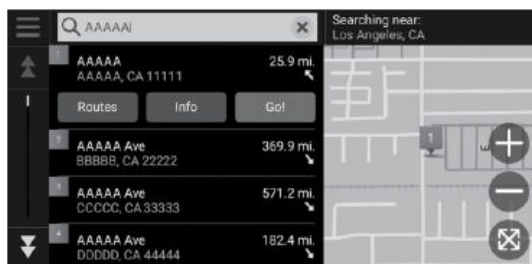 AAAAA
Searching near:
Los Angeles, CA
1
AAAAA
25.9 mi.
AAAAA, CA 11111
Routes
Info
Go!
AAAAA Ave
369.9 mi.
BBBBB, CA 22222
AAAAA Ave
571.2 mi.
CCCCC, CA 33333
4
AAAAA Ave
182.4 mi.
DDDDD, CA 44444
1